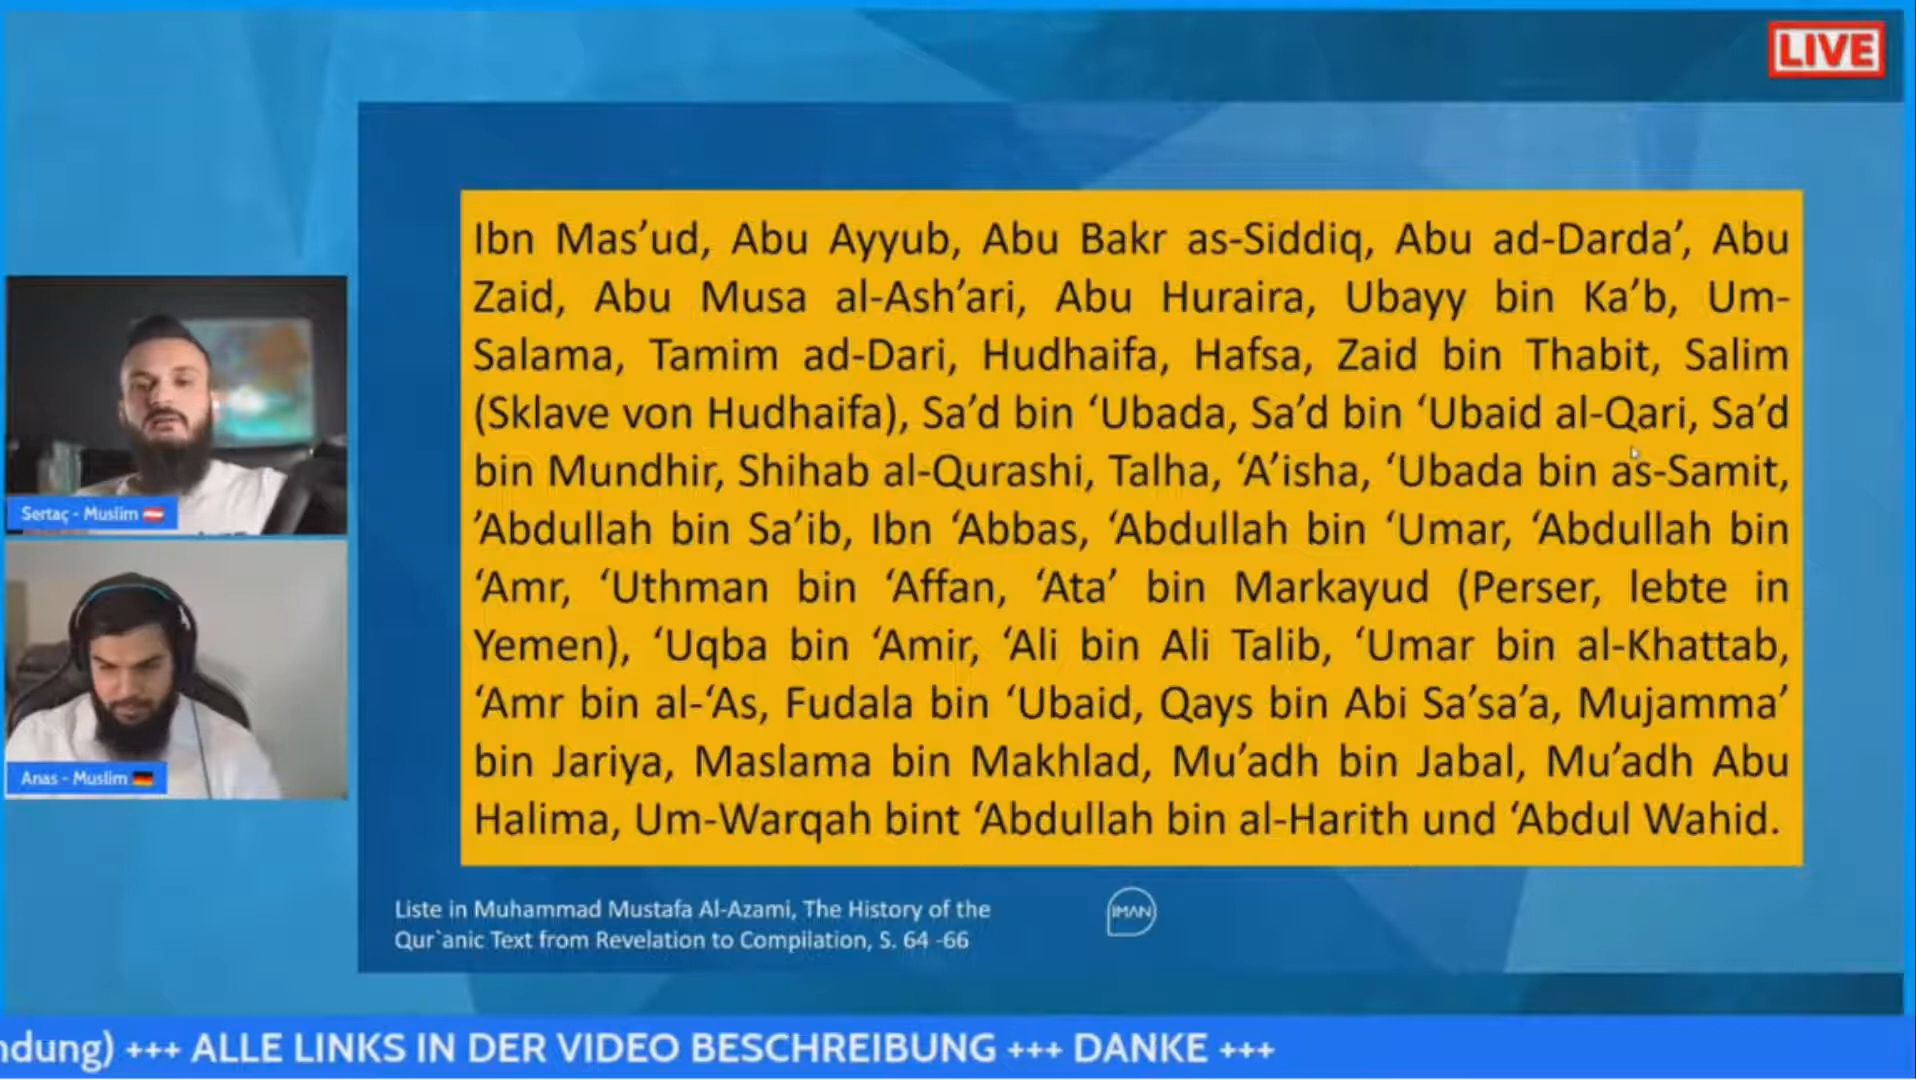 LIVE
Ibn Mas’ud, Abu Ayyub, Abu Bakr as-Siddiq, Abu ad-Darda’, Abu
Zaid, Abu Musa al-Ash’ari, Abu Huraira, Ubayy bin Ka’b, Um-
Salama, Tamim ad-Dari, Hudhaifa, Hafsa, Zaid bin Thabit, Salim
(Sklave von Hudhaifa), Sa’d bin ‘Ubada, Sa’d bin ‘Ubaid al-Qari, Sa’d
bin Mundhir, Shihab al-Qurashi, Talha, ‘A’isha, ‘Ubada bin as-Samit,
’Abdullah bin Sa’ib, Ibn ‘Abbas, ‘Abdullah bin ‘Umar, ‘Abdullah bin
‘Amr, ‘Uthman bin ‘Affan, ‘Ata’ bin Markayud (Perser, lebte in
Yemen), ‘Uqba bin ‘Amir, ‘Ali bin Ali Talib, ‘Umar bin al-Khattab,
‘Amr bin al-‘As, Fudala bin ‘Ubaid, Qays bin Abi Sa’sa’a, Mujamma’
bin Jariya, Maslama bin Makhlad, Mu’adh bin Jabal, Mu’adh Abu
Halima, Um-Warqah bint ‘Abdullah bin al-Harith und ‘Abdul Wahid.
Sertaç - Muslim
Anas - Muslim
Liste in Muhammad Mustafa Al-Azami, The History of the
Qur`anic Text from Revelation to Compilation, S. 64 -66
IMAN
ndung) +++ ALLE LINKS IN DER VIDEO BESCHREIBUNG +++ DANKE +++